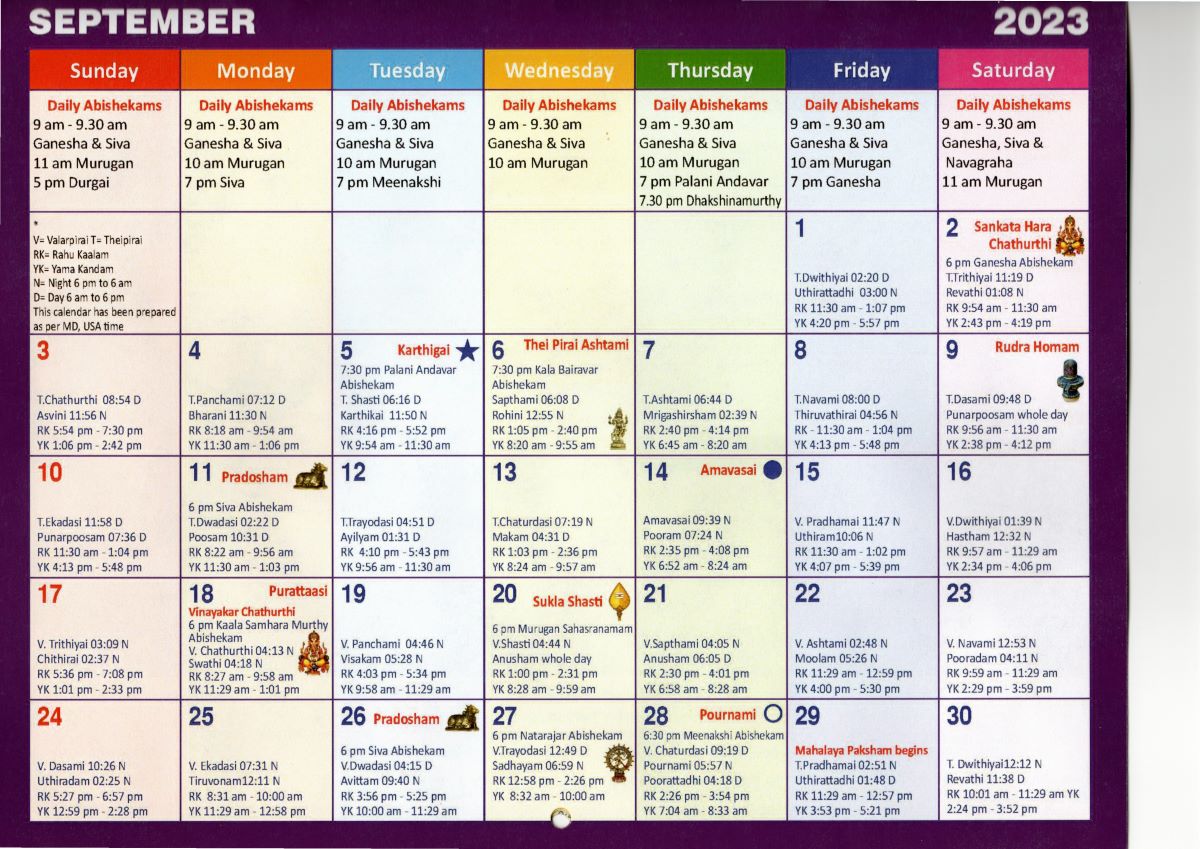 SEPTEMBER 2023
Sunday Monday Tuesday Wednesday Thursday Friday Saturday
Daily Abishekams
9 am - 9.30 am
Ganesha & Siva
11 am Murugan
5 pm Durgai
Daily Abishekams
9 am - 9.30 am
Ganesha & Siva
10 am Murugan
7 pm Siva
Daily Abishekams
9 am - 9.30 am
Ganesha & Siva
10 am Murugan
7 pm Meenakshi
Daily Abishekams
9 am - 9.30 am
Ganesha & Siva
10 am Murugan
Daily Abishekams
9 am - 9.30 am
Ganesha & Siva
10 am Murugan
7 pm Palani Andavar
7.30 pm Dhakshinamurthy
Daily Abishekams
9 am - 9.30 am
Ganesha & Siva
10 am Murugan
7 pm Ganesha
Daily Abishekams
9 am - 9.30 am
Ganesha, Siva &
Navagraha
11 am Murugan
*
V= Valarpirai T= Theipirai
RK= Rahu Kaalam
YK= Yama Kandam
N= Night 6 pm to 6 am
D= Day 6 am to 6 pm
This calendar has been prepared
as per MD, USA time
1
T.Dwithiyai 02:20 D
Uthirattadhi 03:00 N
RK 11:30 am - 1:07 pm
YK 4:20 pm - 5:57 pm
2 Sankata Hara
Chathurthi
6 pm Ganesha Abishekam
T.Trithiyai 11:19 D
Revathi 01:08 N
RK 9:54 am - 11:30 am
YK 2:43 pm - 4:19 pm
3
T.Chathurthi 08:54 D
Asvini 11:56 N
RK 5:54 pm - 7:30 pm
YK 1:06 pm - 2:42 pm
4
T.Panchami 07:12 D
Bharani 11:30 N
RK 8:18 am - 9:54 am
YK 11:30 am - 1:06 pm
5 Karthigai
7:30 pm Palani Andavar
Abishekam
T. Shasti 06:16 D
Karthikai 11:50 N
RK 4:16 pm - 5:52 pm
YK 9:54 am - 11:30 am
6 Thei Pirai Ashtami
7:30 pm Kala Bairavar
Abishekam
Sapthami 06:08 D
Rohini 12:55 N
RK 1:05 pm - 2:40 pm
YK 8:20 am - 9:55 am
7
T.Ashtami 06:44 D
Mrigashirsham 02:39 N
RK 2:40 pm - 4:14 pm
YK 6:45 am - 8:20 am
8
T.Navami 08:00 D
Thiruvathirai 04:56 N
RK - 11:30 am - 1:04 pm
YK 4:13 pm - 5:48 pm
9 Rudra Homam
T.Dasami 09:48 D
Punarpoosam whole day
RK 9:56 am - 11:30 am
YK 2:38 pm - 4:12 pm
10
T.Ekadasi 11:58 D
Punarpoosam 07:36 D
RK 11:30 am - 1:04 pm
YK 4:13 pm - 5:48 pm
11 Pradosham
6 pm Siva Abishekam
T.Dwadasi 02:22 D
Poosam 10:31 D
RK 8:22 am - 9:56 am
YK 11:30 am - 1:03 pm
12
T.Trayodasi 04:51 D
Ayilyam 01:31 D
RK 4:10 pm - 5:43 pm
YK 9:56 am - 11:30 am
13
T.Chaturdasi 07:19 N
Makam 04:31 D
RK 1:03 pm - 2:36 pm
YK 8:24 am - 9:57 am
14 Amavasai
Amavasai 09:39 N
Pooram 07:24 N
RK 2:35 pm - 4:08 pm
YK 6:52 am - 8:24 am
15
V. Pradhamai 11:47 N
Uthiram10:06 N
RK 11:30 am - 1:02 pm
YK 4:07 pm - 5:39 pm
16
V.Dwithiyai 01:39 N
Hastham 12:32 N
RK 9:57 am - 11:29 am
YK 2:34 pm - 4:06 pm
17
V. Trithiyai 03:09 N
Chithirai 02:37 N
RK 5:36 pm - 7:08 pm
YK 1:01 pm - 2:33 pm
18 Purattaasi
Vinayakar Chathurthi
6 pm Kaala Samhara Murthy
Abishekam
V. Chathurthi 04:13 N
Swathi 04:18 N
RK 8:27 am - 9:58 am
YK 11:29 am - 1:01 pm
19
V. Panchami 04:46 N
Visakam 05:28 N
RK 4:03 pm - 5:34 pm
YK 9:58 am - 11:29 am
20 Sukla Shasti
6 pm Murugan Sahasranamam
V.Shasti 04:44 N
Anusham whole day
RK 1:00 pm - 2:31 pm
YK 8:28 am - 9:59 am
21
V.Sapthami 04:05 N
Anusham 06:05 D
RK 2:30 pm - 4:01 pm
YK 6:58 am - 8:28 am
22
V. Ashtami 02:48 N
Moolam 05:26 N
RK 11:29 am - 12:59 pm
YK 4:00 pm - 5:30 pm
23
V. Navami 12:53 N
Pooradam 04:11 N
RK 9:59 am - 11:29 am
YK 2:29 pm - 3:59 pm
24
V. Dasami 10:26 N
Uthiradam 02:25 N
RK 5:27 pm - 6:57 pm
YK 12:59 pm - 2:28 pm
25
V. Ekadasi 07:31 N
Tiruvonam12:11 N
RK 8:31 am - 10:00 am
YK 11:29 am - 12:58 pm
26 Pradosham
6 pm Siva Abishekam
V.Dwadasi 04:15 D
Avittam 09:40 N
RK 3:56 pm - 5:25 pm
YK 10:00 am - 11:29 am
27
6 pm Natarajar Abishekam
V.Trayodasi 12:49 D
Sadhayam 06:59 N
RK 12:58 pm - 2:26 pm
YK 8:32 am - 10:00 am
28 Pournami
6:30 pm Meenakshi Abishekam
V. Chaturdasi 09:19 D
Pournami 05:57 N
Poorattadhi 04:18 D
RK 2:26 pm - 3:54 pm
YK 7:04 am - 8:33 am
29
Mahalaya Paksham begins
T.Pradhamai 02:51 N
Uthirattadhi 01:48 D
RK 11:29 am - 12:57 pm
YK 3:53 pm - 5:21 pm
30
T. Dwithiyai12:12 N
Revathi 11:38 D
RK 10:01 am - 11:29 am YK
2:24 pm - 3:52 pm